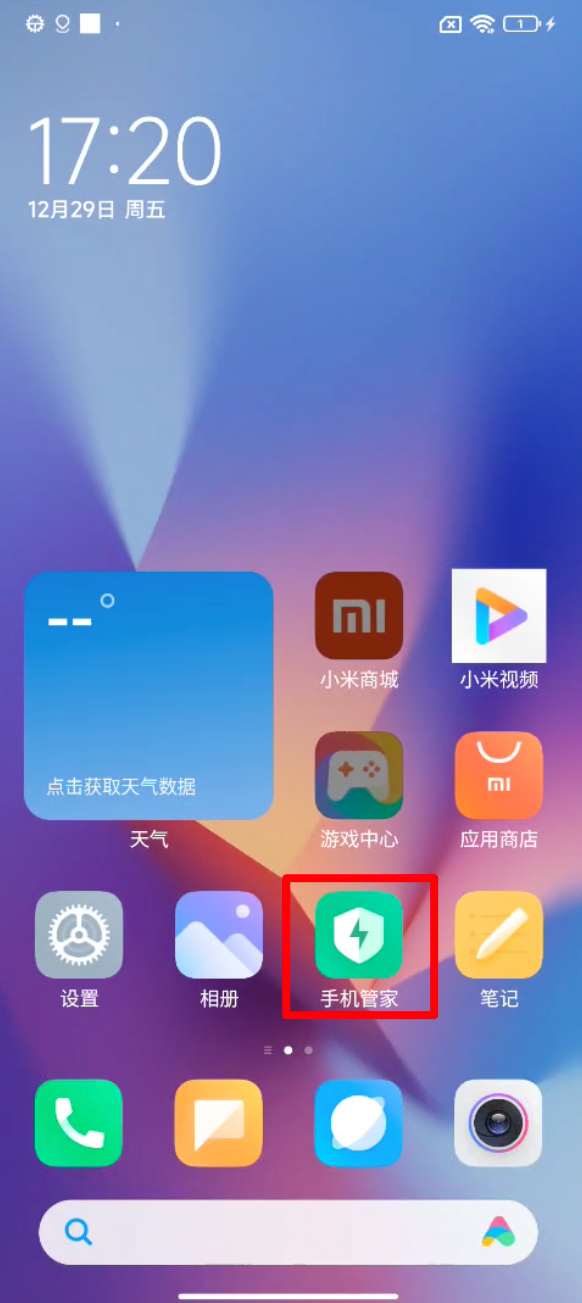 1
17:20
12月29日 周五
点击获取天气数据
天气
小米商城
小米视频
游戏中心
mi
应用商店
设置
相册
手机管家
笔记